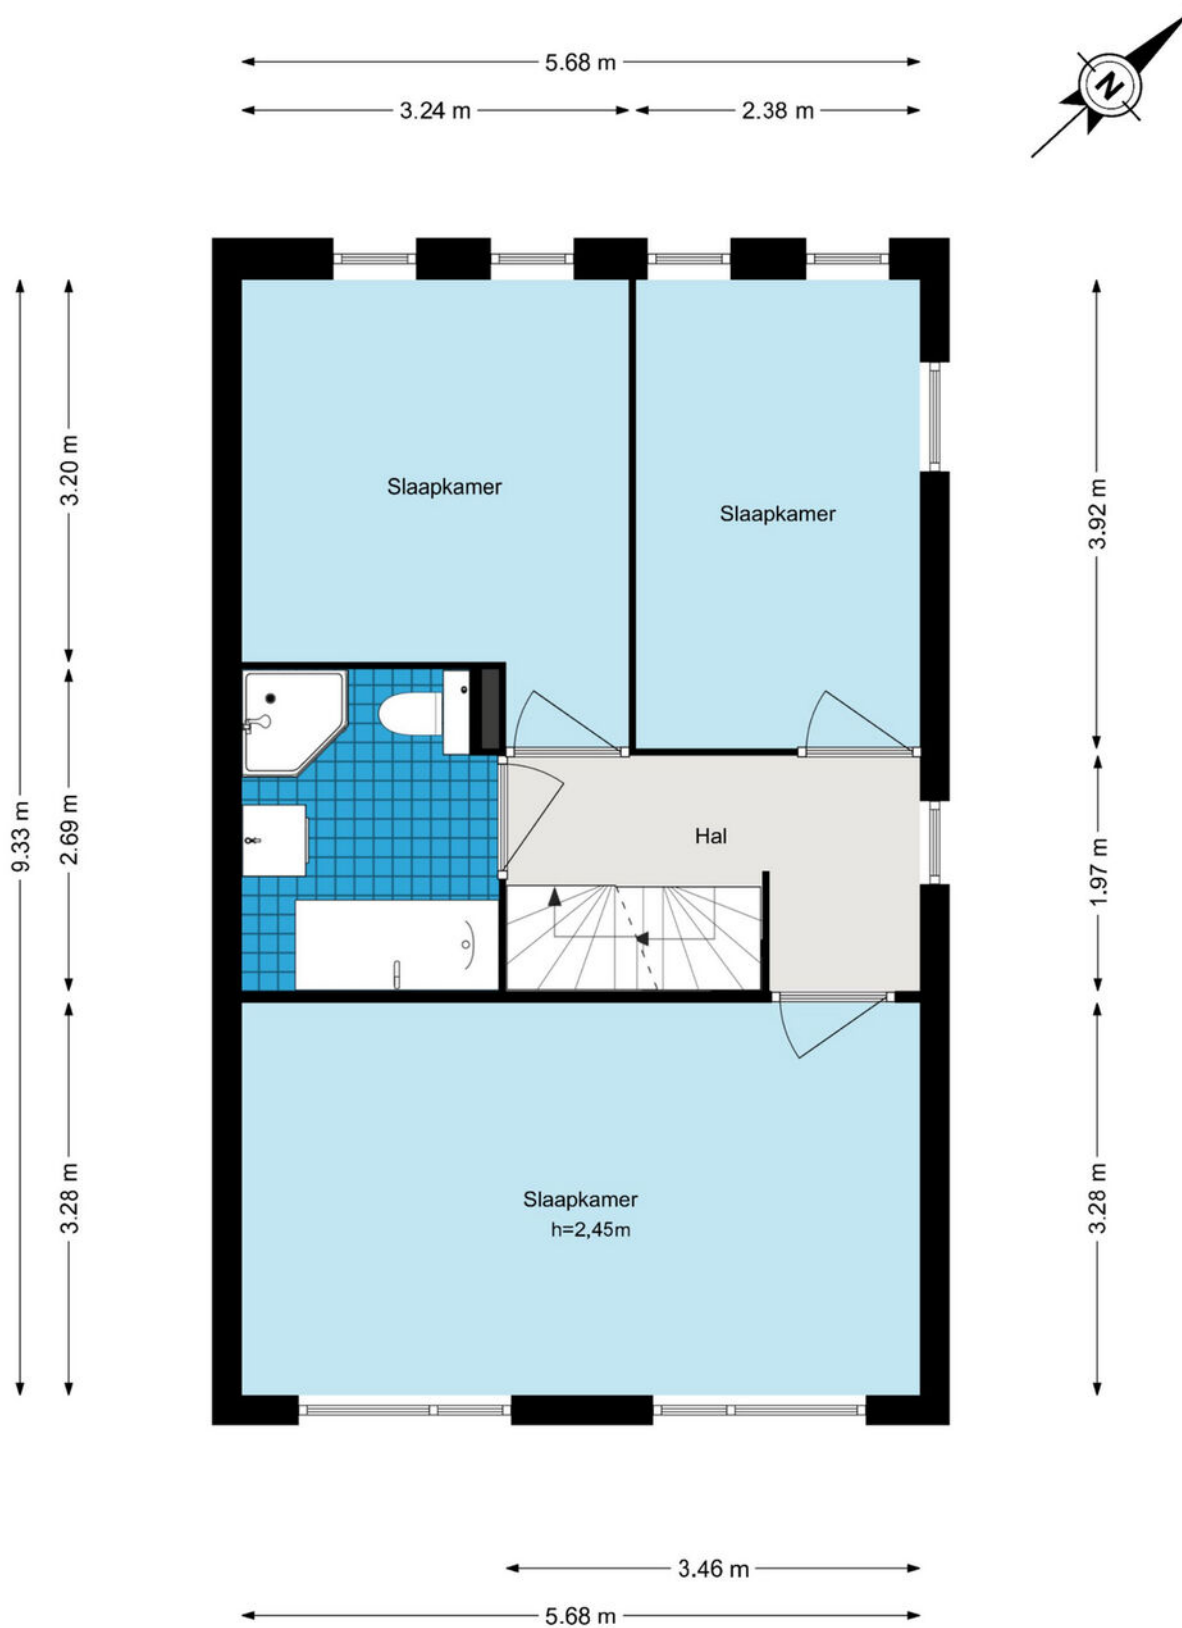 5.68 m
3.24 m
2.38 m
N
Slaapkamer
Slaapkamer
3.20 m
3.92 m
9.33 m
2.69 m
Hal
1.97 m
3.28 m
Slaapkamer
h=2,45m
3.28 m
3.46 m
5.68 m